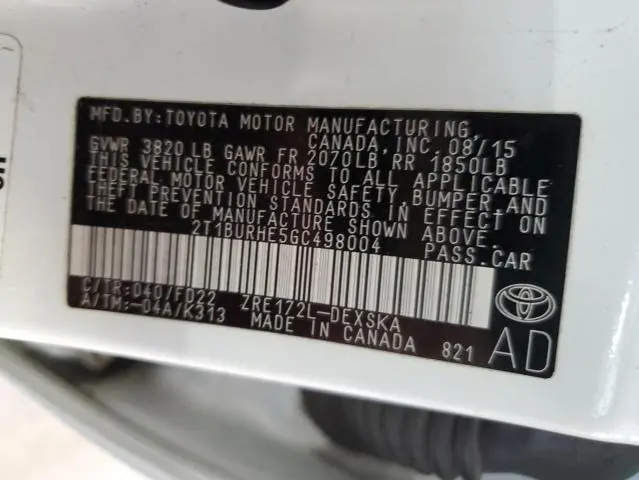 MFD.BY:TOYOTA MOTOR MANUFACTURING,
CANADA, INC. 08/15
GVWR 3820 LB GAWR FR 2070LB, RR 1850LB
THIS VEHICLE CONFORMS TO ALL APPLICABLE
FEDERAL MOTOR VEHICLE SAFETY, BUMPER, AND
THEFT PREVENTION STANDARDS IN EFFECT ON
THE DATE OF MANUFACTURE SHOWN ABOVE.
2T1BURHE5GC498004 PASS.CAR
C/TR:040/FD22 ZRE172L-DEXSKA
A/TM:-04A/K313 MADE IN CANADA 821 AD